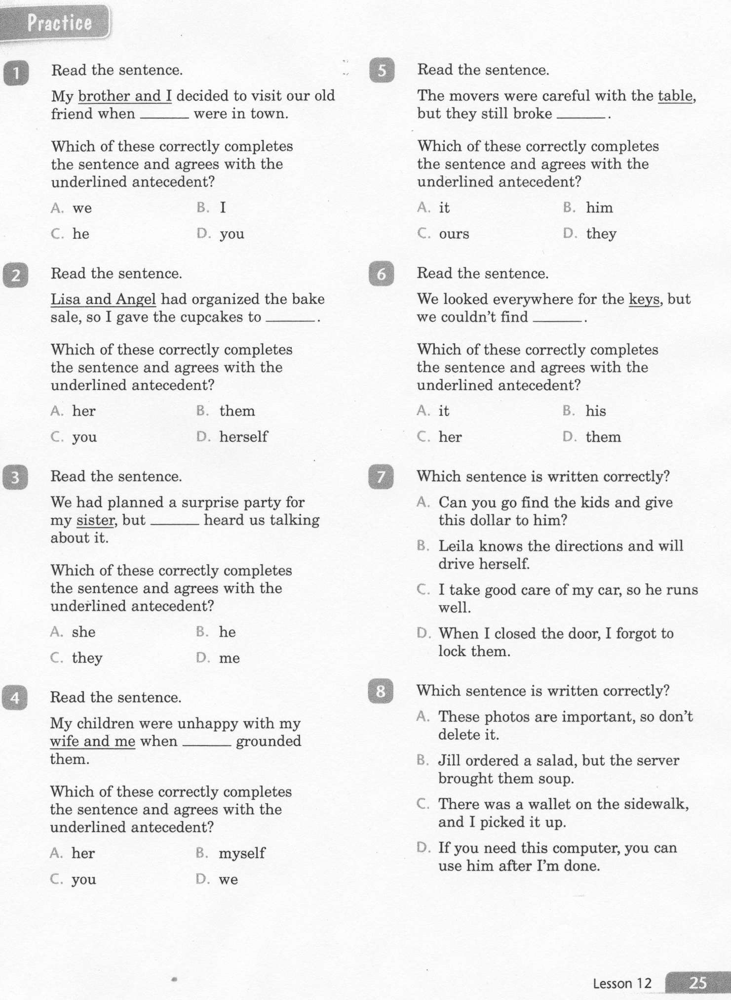 Practice
1
Read the sentence.
My brother and I decided to visit our old
friend when ______ were in town.
Which of these correctly completes
the sentence and agrees with the
underlined antecedent?
A. we B. I
C. he D. you
2
Read the sentence.
Lisa and Angel had organized the bake
sale, so I gave the cupcakes to ______.
Which of these correctly completes
the sentence and agrees with the
underlined antecedent?
A. her B. them
C. you D. herself
3
Read the sentence.
We had planned a surprise party for
my sister, but ______ heard us talking
about it.
Which of these correctly completes
the sentence and agrees with the
underlined antecedent?
A. she B. he
C. they D. me
4
Read the sentence.
My children were unhappy with my
wife and me when ______ grounded
them.
Which of these correctly completes
the sentence and agrees with the
underlined antecedent?
A. her B. myself
C. you D. we
5
Read the sentence.
The movers were careful with the table,
but they still broke ______.
Which of these correctly completes
the sentence and agrees with the
underlined antecedent?
A. it B. him
C. ours D. they
6
Read the sentence.
We looked everywhere for the keys, but
we couldn't find ______.
Which of these correctly completes
the sentence and agrees with the
underlined antecedent?
A. it B. his
C. her D. them
7
Which sentence is written correctly?
A. Can you go find the kids and give
this dollar to him?
B. Leila knows the directions and will
drive herself.
C. I take good care of my car, so he runs
well.
D. When I closed the door, I forgot to
lock them.
8
Which sentence is written correctly?
A. These photos are important, so don't
delete it.
B. Jill ordered a salad, but the server
brought them soup.
C. There was a wallet on the sidewalk,
and I picked it up.
D. If you need this computer, you can
use him after I'm done.
Lesson 12 25